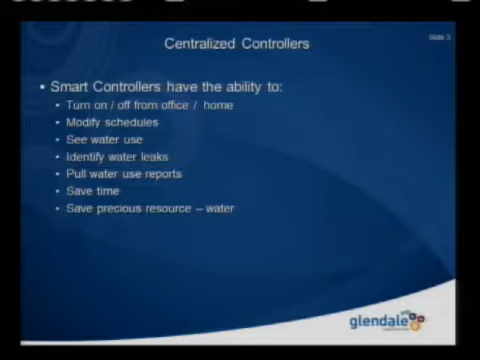 Slide 3
Centralized Controllers
▪ Smart Controllers have the ability to:
• Turn on / off from office / home
• Modify schedules
• See water use
• Identify water leaks
• Pull water use reports
• Save time
• Save precious resource – water
glendale